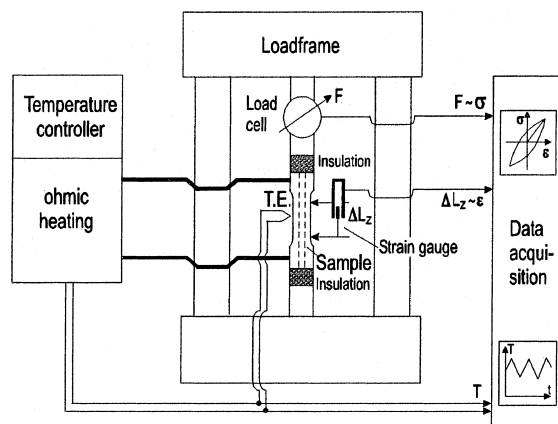 Loadframe
Temperature
controller
ohmic
heating
Load
cell
F
F~σ
σ
ε
Insulation
T.E.
ΔLz
ΔLz~ε
Strain gauge
Sample
Insulation
Data
acqui-
sition
T
T
t